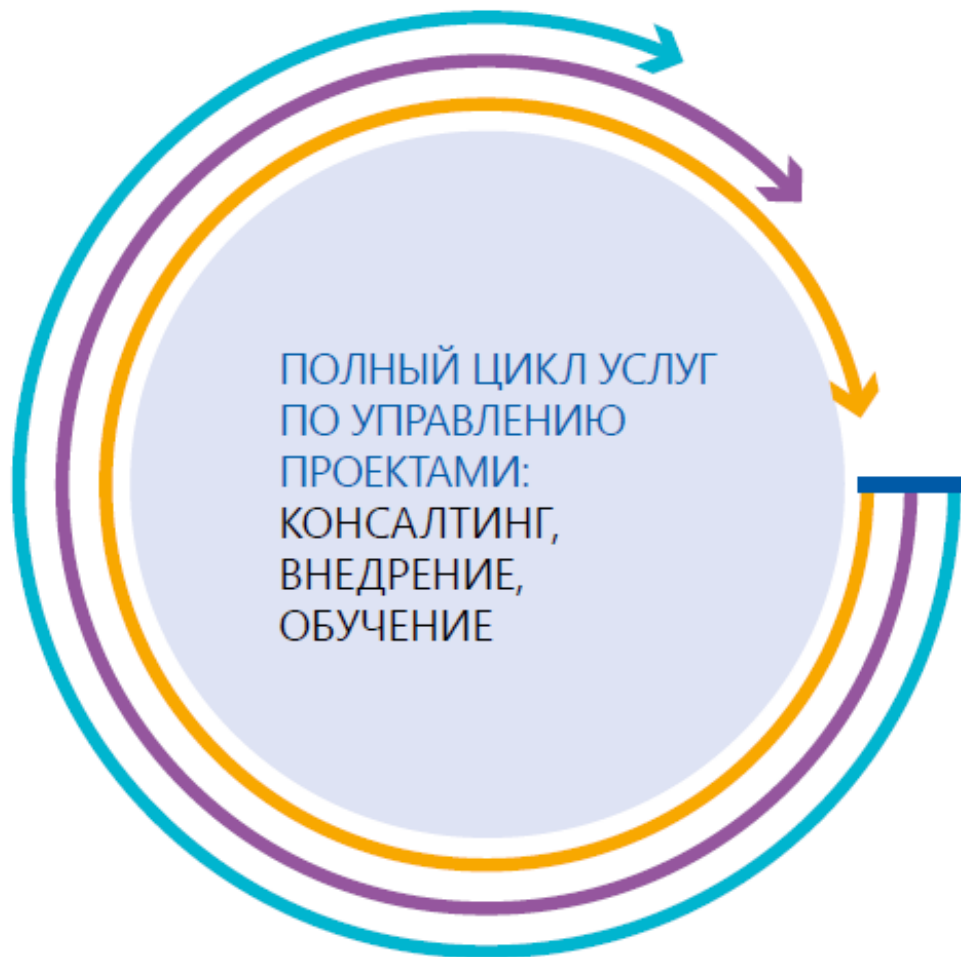 ПОЛНЫЙ ЦИКЛ УСЛУГ
ПО УПРАВЛЕНИЮ
ПРОЕКТАМИ:
КОНСАЛТИНГ,
ВНЕДРЕНИЕ,
ОБУЧЕНИЕ